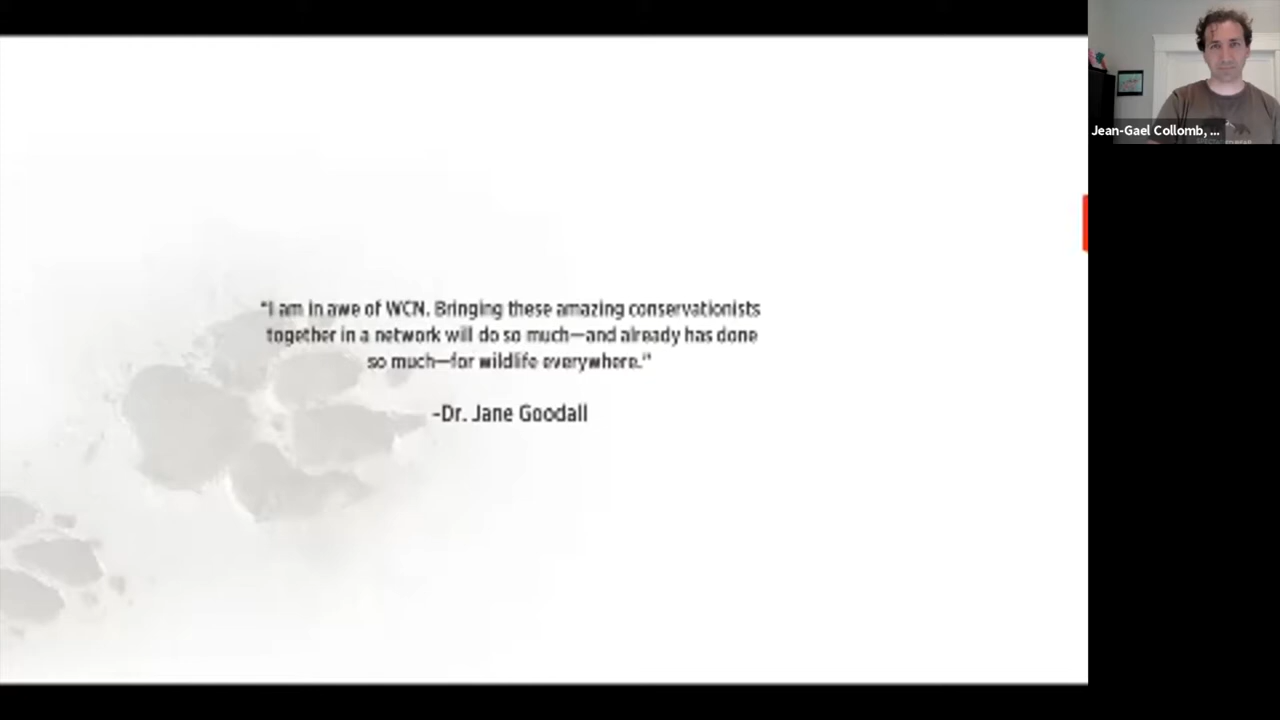 "I am in awe of WCN. Bringing these amazing conservationists
together in a network will do so much—and already has done
so much—for wildlife everywhere."
-Dr. Jane Goodall
Jean-Gael Collomb, ...